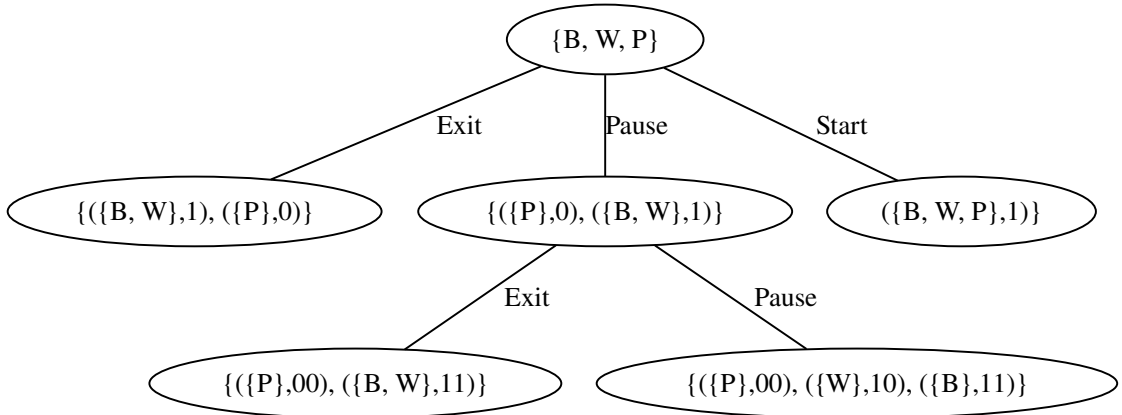 {B, W, P}
Exit
Pause
Start
{({B, W},1), ({P},0)}
{({P},0), ({B, W},1)}
({B, W, P},1)}
Exit
Pause
{({P},00), ({B, W},11)}
{({P},00), ({W},10), ({B},11)}